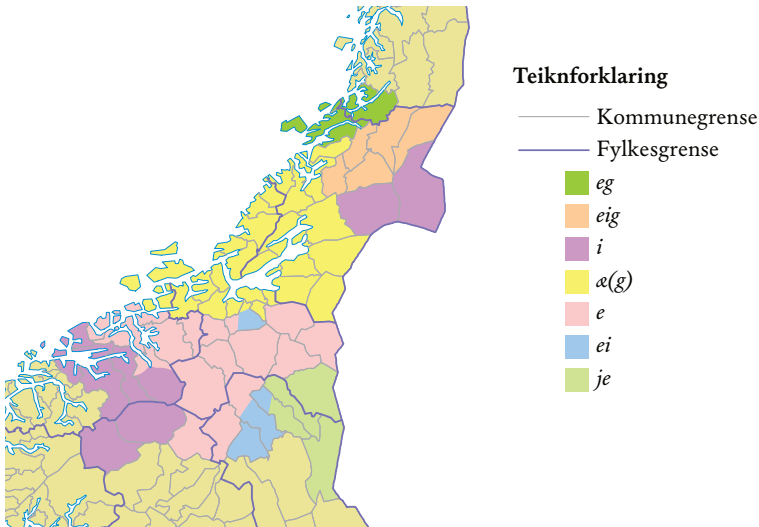 Teiknforklaring
Kommunegrense
Fylkesgrense
eg
eig
i
æ(g)
e
ei
je